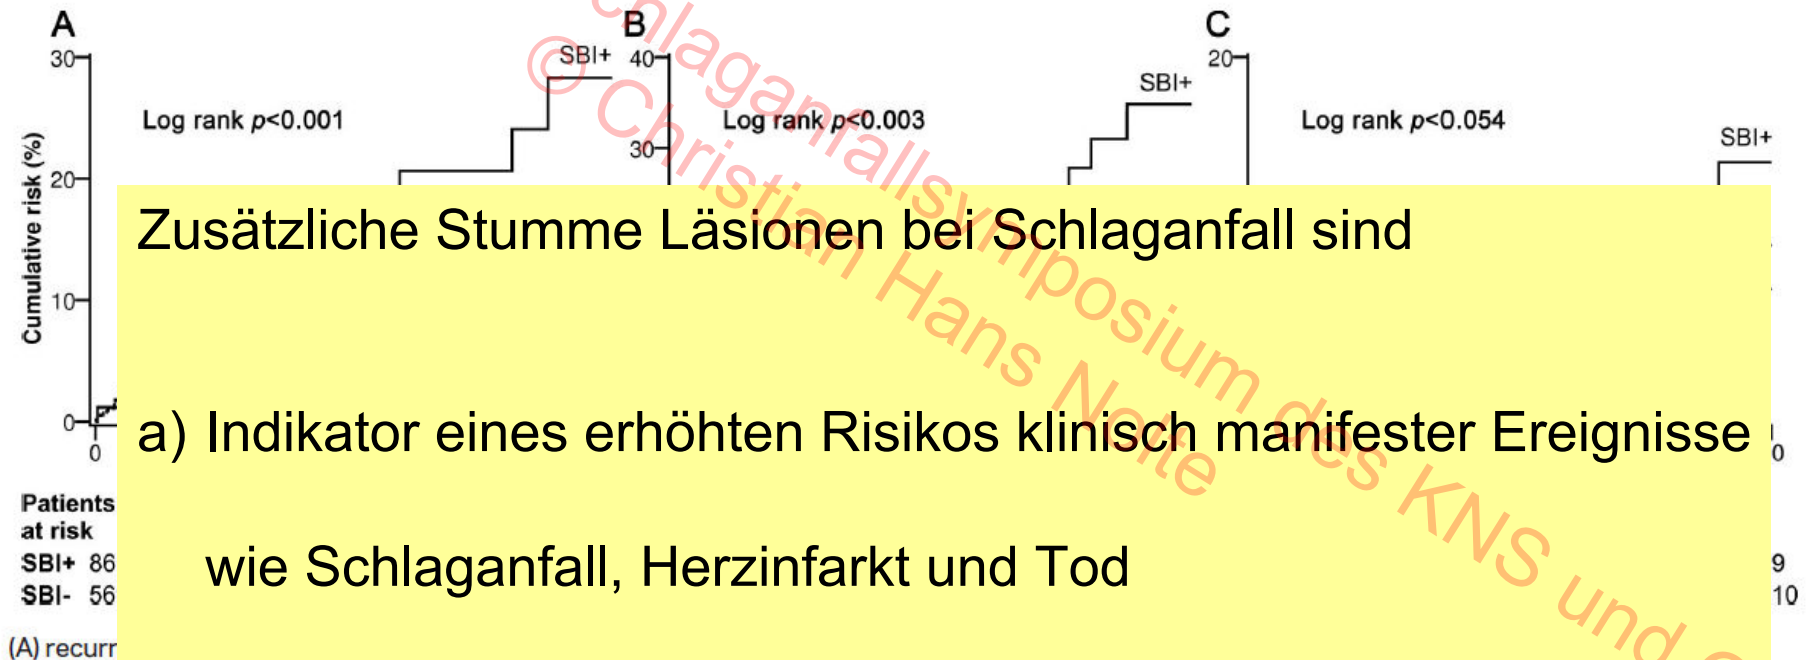 A
B
C
30
SBI+
40
20
SBI+
Log rank p<0.001
Log rank p<0.003
Log rank p<0.054
SBI+
30
20
Cumulative risk (%)
10
0
0
Zusätzliche Stumme Läsionen bei Schlaganfall sind
a) Indikator eines erhöhten Risikos klinisch manifester Ereignisse
0
wie Schlaganfall, Herzinfarkt und Tod
Patients
at risk
SBI+ 86
9
SBI- 56
10
(A) recurr
chlaganfallsymposium des KNS und
© Christian Hans Nolte